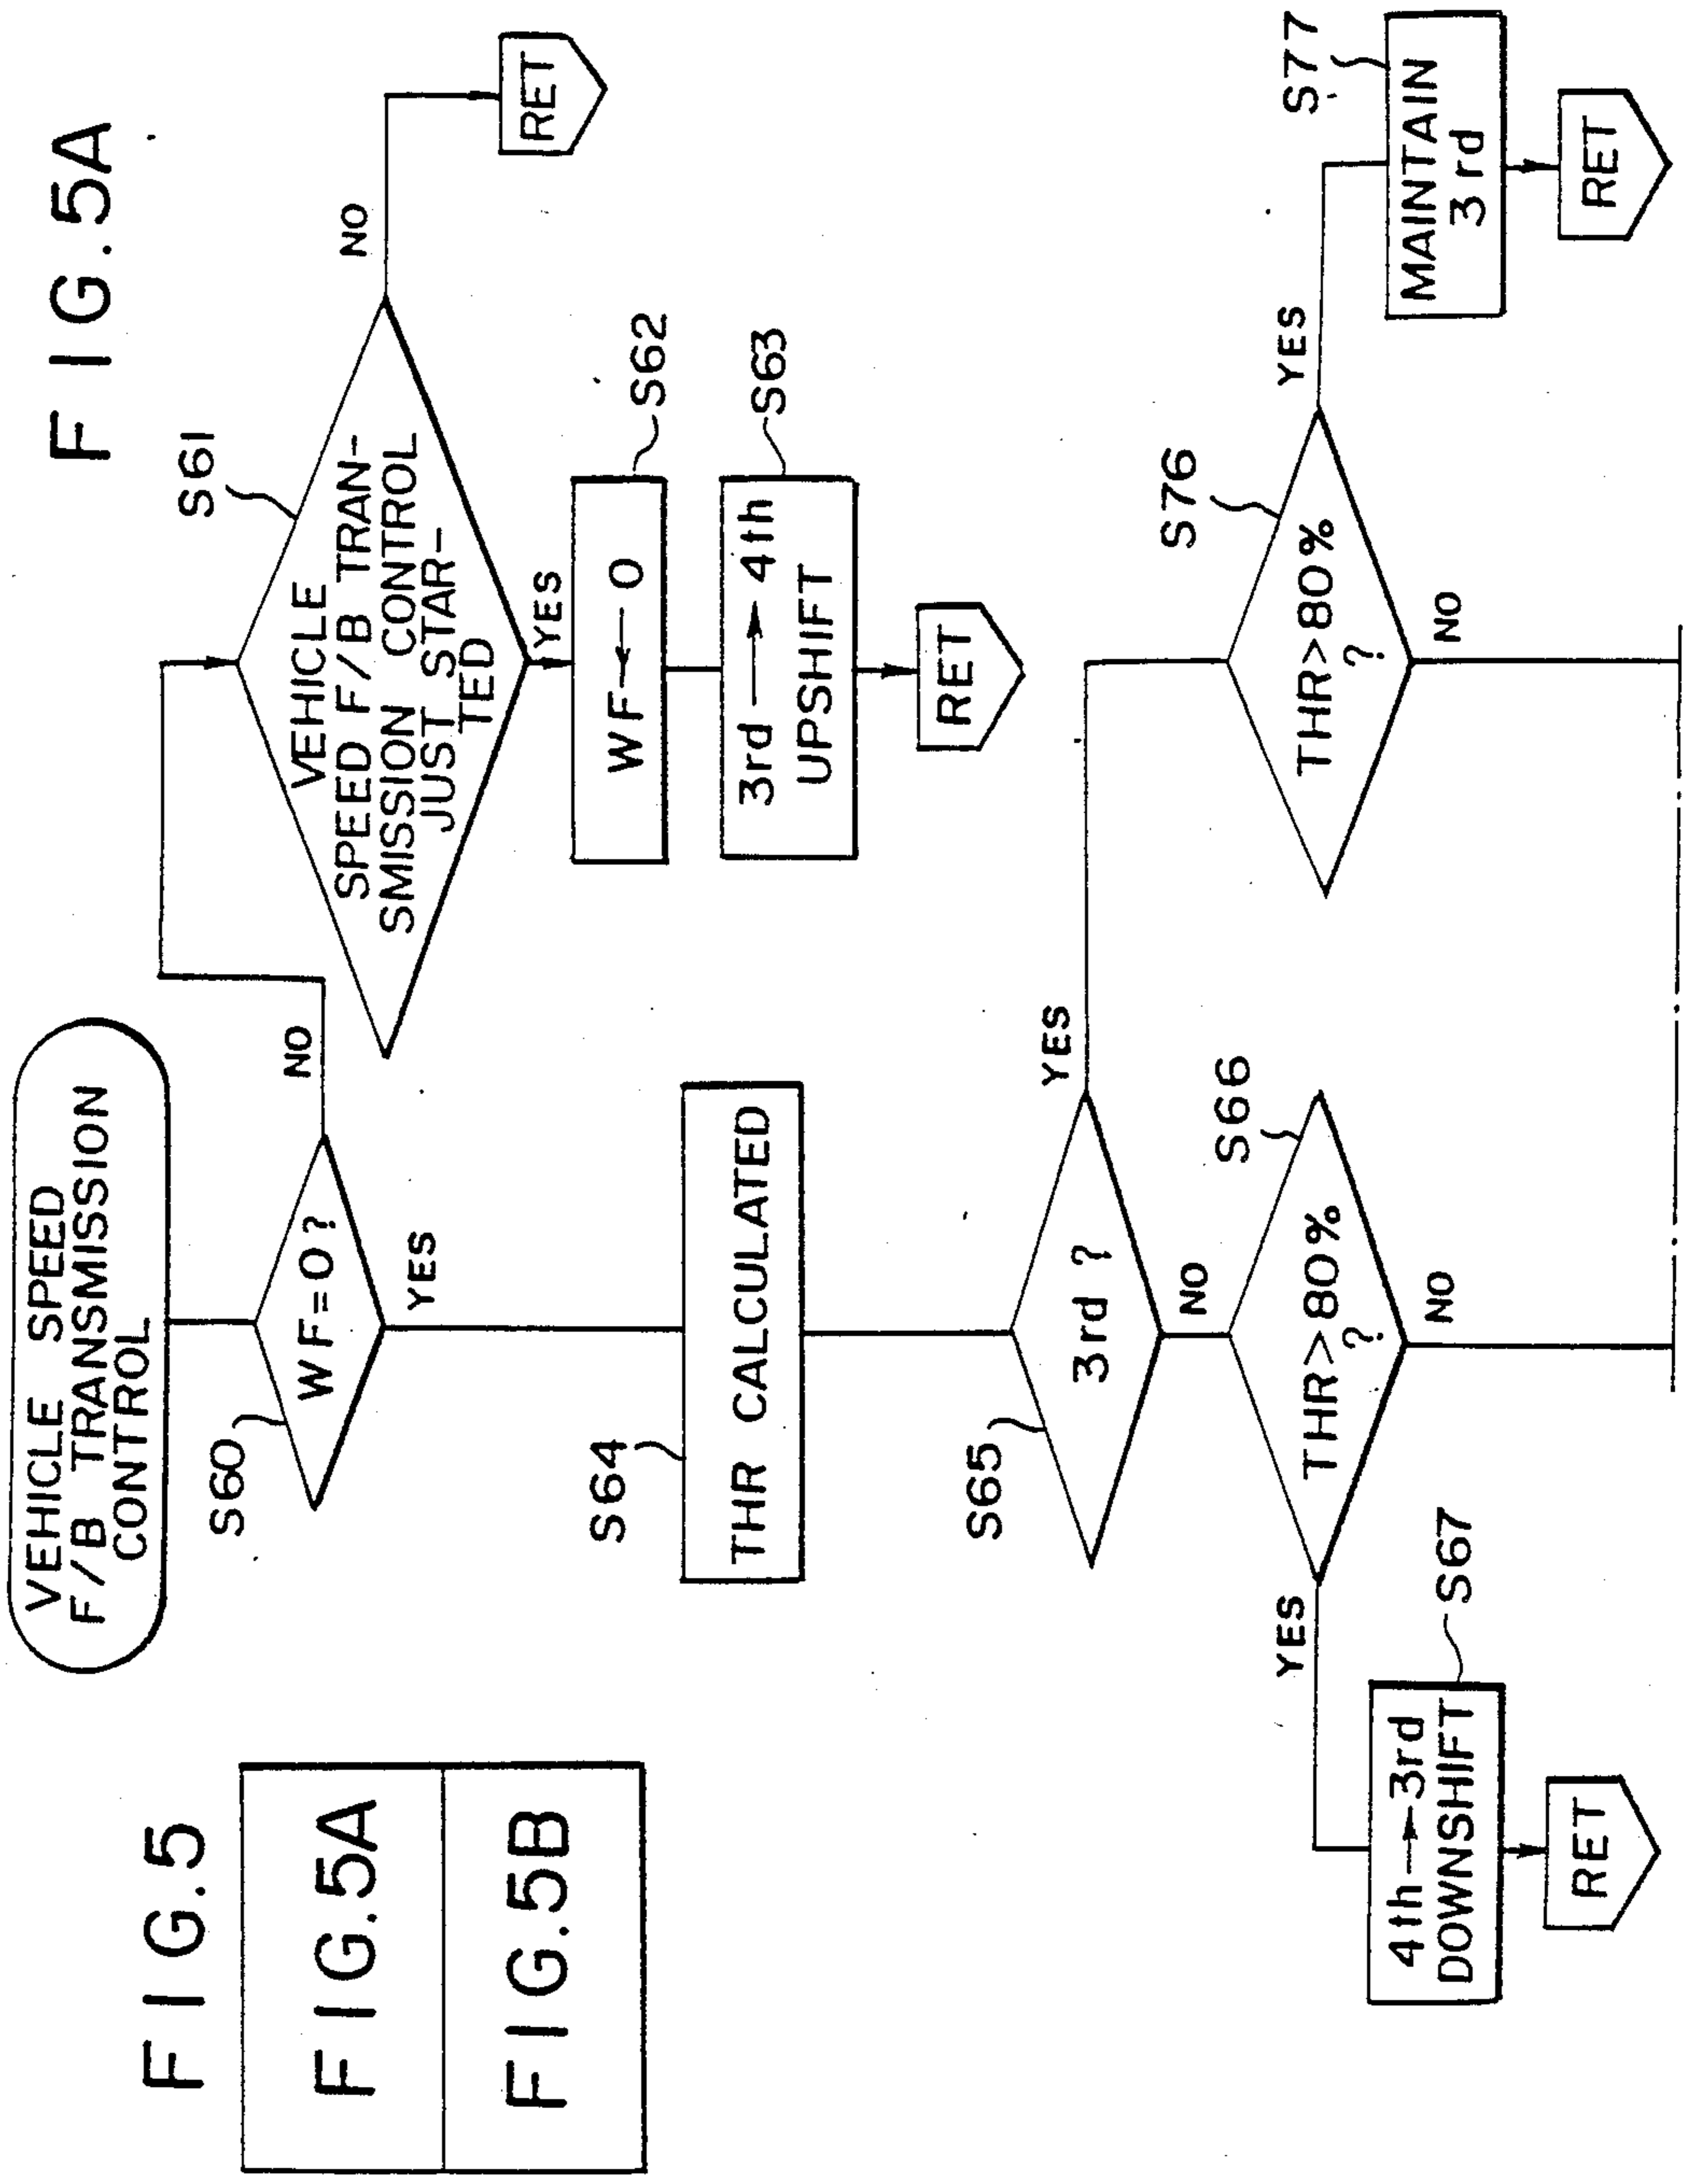 FIG.5
FIG.5A
FIG.5B
FIG.5A
VEHICLE SPEED
F/B TRANSMISSION
CONTROL
S60
WF=0?
NO
YES
S61
VEHICLE
SPEED F/B TRAN-
SMISSION CONTROL
JUST STAR-
TED
NO
RET
YES
WF←0
S62
3rd → 4th
UPSHIFT
S63
RET
S64
THR CALCULATED
S65
3rd ?
YES
NO
S66
THR>80%
?
YES
NO
4th→3rd
DOWNSHIFT
S67
RET
S76
THR>80%
?
YES
NO
S77
MAINTAIN
3rd
RET